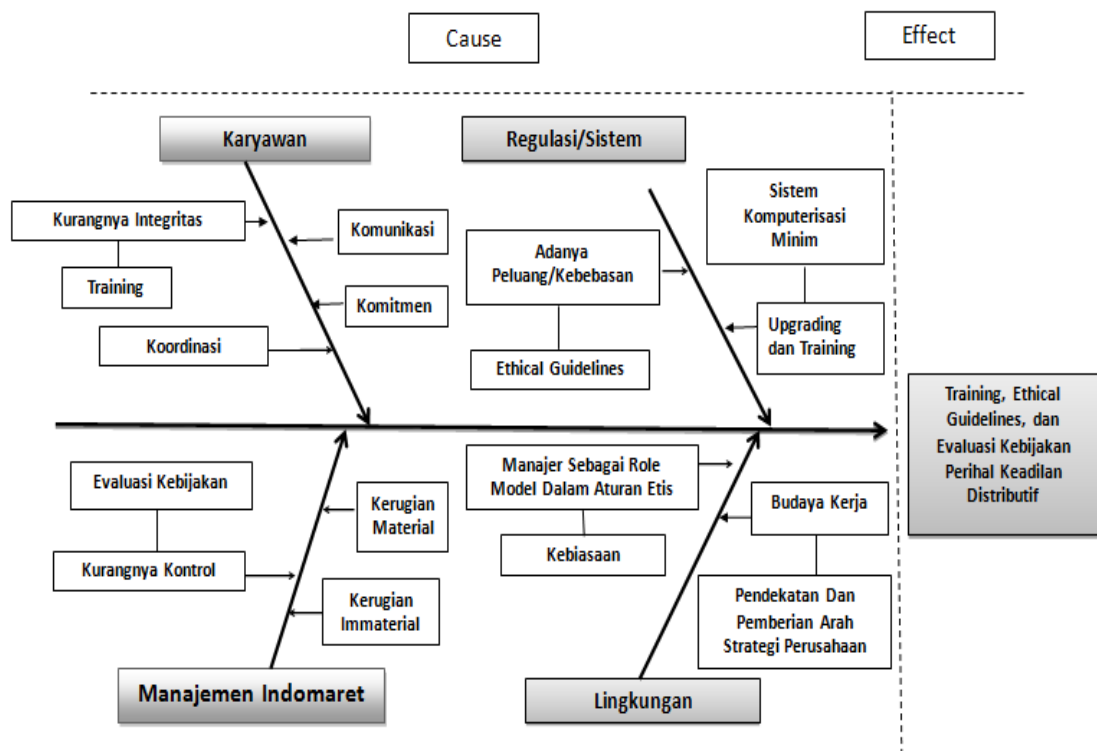 Cause
Effect
Karyawan
Regulasi/Sistem
Kurangnya Integritas
Training
Komunikasi
Komitmen
Koordinasi
Adanya
Peluang/Kebebasan
Ethical Guidelines
Sistem
Komputerisasi
Minim
Upgrading
dan Training
Training, Ethical
Guidelines, dan
Evaluasi Kebijakan
Perihal Keadilan
Distributif
Evaluasi Kebijakan
Kurangnya Kontrol
Kerugian
Material
Kerugian
Immaterial
Manajer Sebagai Role
Model Dalam Aturan Etis
Kebiasaan
Budaya Kerja
Pendekatan Dan
Pemberian Arah
Strategi Perusahaan
Manajemen Indomaret
Lingkungan